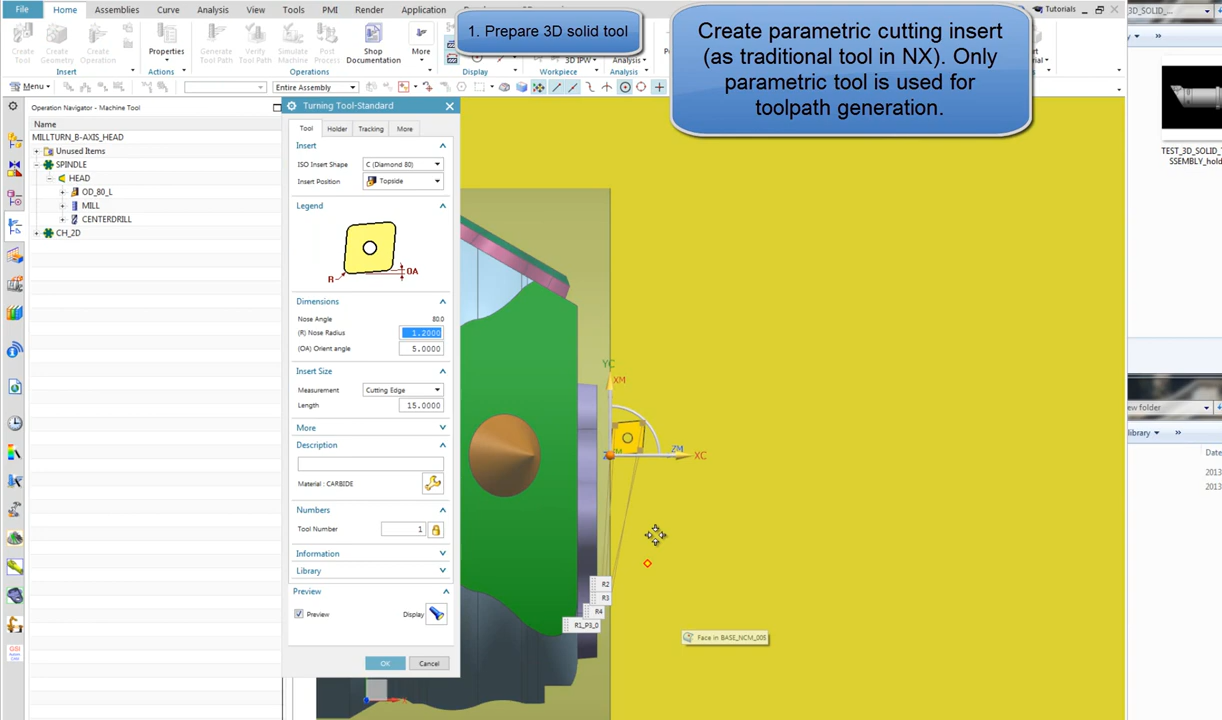 File
Home
Assemblies
Curve
Analysis
View
Tools
PMI
Render
Application
Tutorials
3D_SOLID_...
1. Prepare 3D solid tool
Create parametric cutting insert
(as traditional tool in NX). Only
parametric tool is used for
toolpath generation.
Create Tool
Create Geometry
Create Operation
Properties
Generate Tool Path
Verify Tool Path
Simulate Machine
Post Process
Shop Documentation
More
3D IPW
Analysis
Insert
Actions
Operations
Display
Workpiece
Analysis
Menu
Entire Assembly
Operation Navigator - Machine Tool
Name
MILLTURN_B-AXIS_HEAD
Unused Items
SPINDLE
HEAD
OD_80_L
MILL
CENTERDRILL
CH_2D
Turning Tool-Standard
Tool
Holder
Tracking
More
Insert
ISO Insert Shape
C (Diamond 80)
Insert Position
Topside
Legend
R
OA
Dimensions
Nose Angle
80.0
(R) Nose Radius
1.2000
(OA) Orient angle
5.0000
Insert Size
Measurement
Cutting Edge
Length
15.0000
More
Description
Material : CARBIDE
Numbers
Tool Number
1
Information
Library
Preview
Preview
Display
OK
Cancel
YC
XM
ZM
XC
R2
R3
R4
R1_P3_0
Face in BASE_NCM_005
ew folder
library
Date
2013
2013